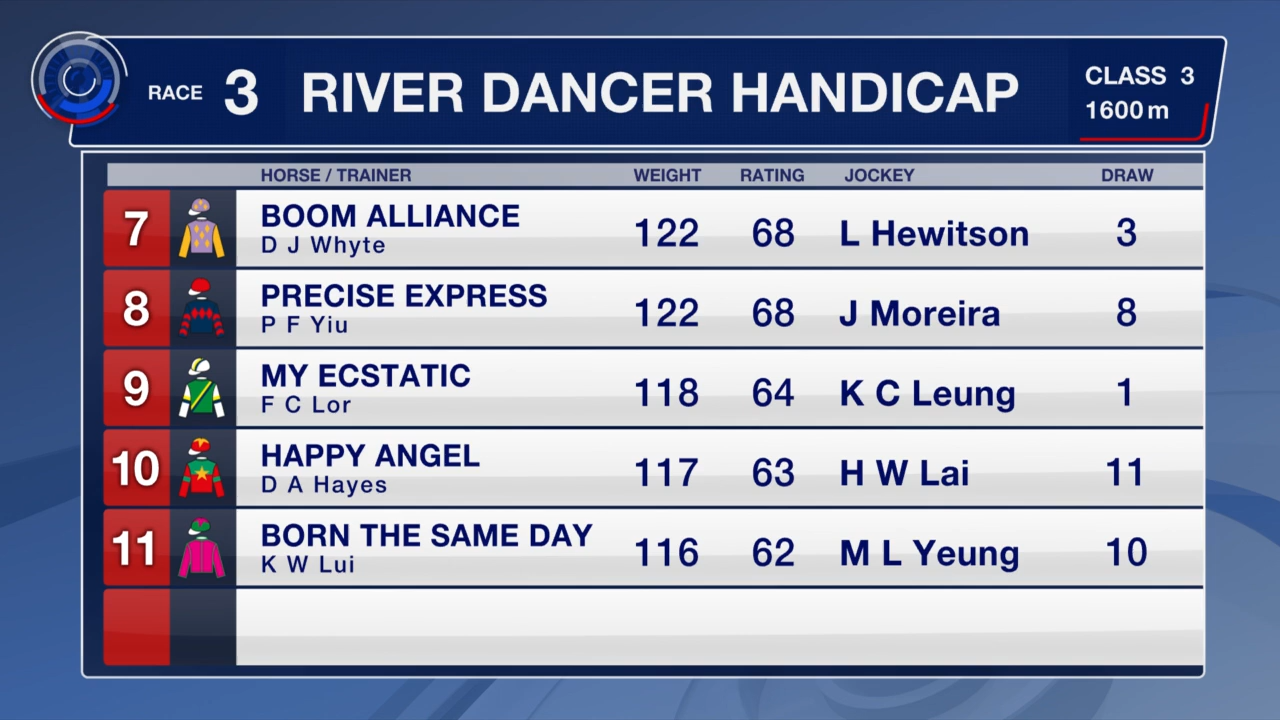 RACE 3 RIVER DANCER HANDICAP CLASS 3
1600m
HORSE / TRAINER WEIGHT RATING JOCKEY DRAW
7 BOOM ALLIANCE 122 68 L Hewitson 3
D J Whyte
8 PRECISE EXPRESS 122 68 J Moreira 8
P F Yiu
9 MY ECSTATIC 118 64 K C Leung 1
F C Lor
10 HAPPY ANGEL 117 63 H W Lai 11
D A Hayes
11 BORN THE SAME DAY 116 62 M L Yeung 10
K W Lui